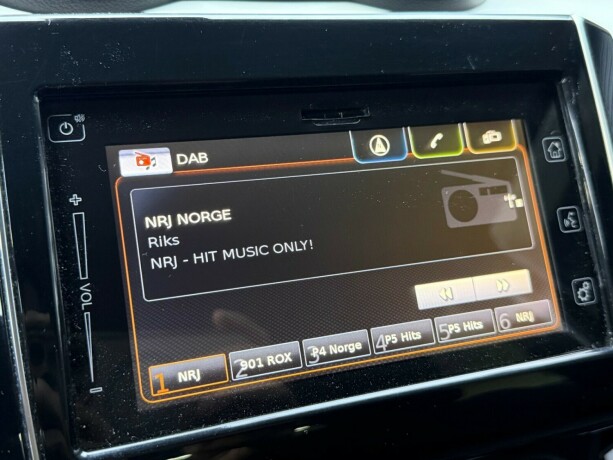 DAB
NRJ NORGE
Riks
NRJ - HIT MUSIC ONLY!
+
VOL
-
1 NRJ
2 901 ROX
3 P4 Norge
4 P5 Hits
5 P5 Hits
6 NRJ